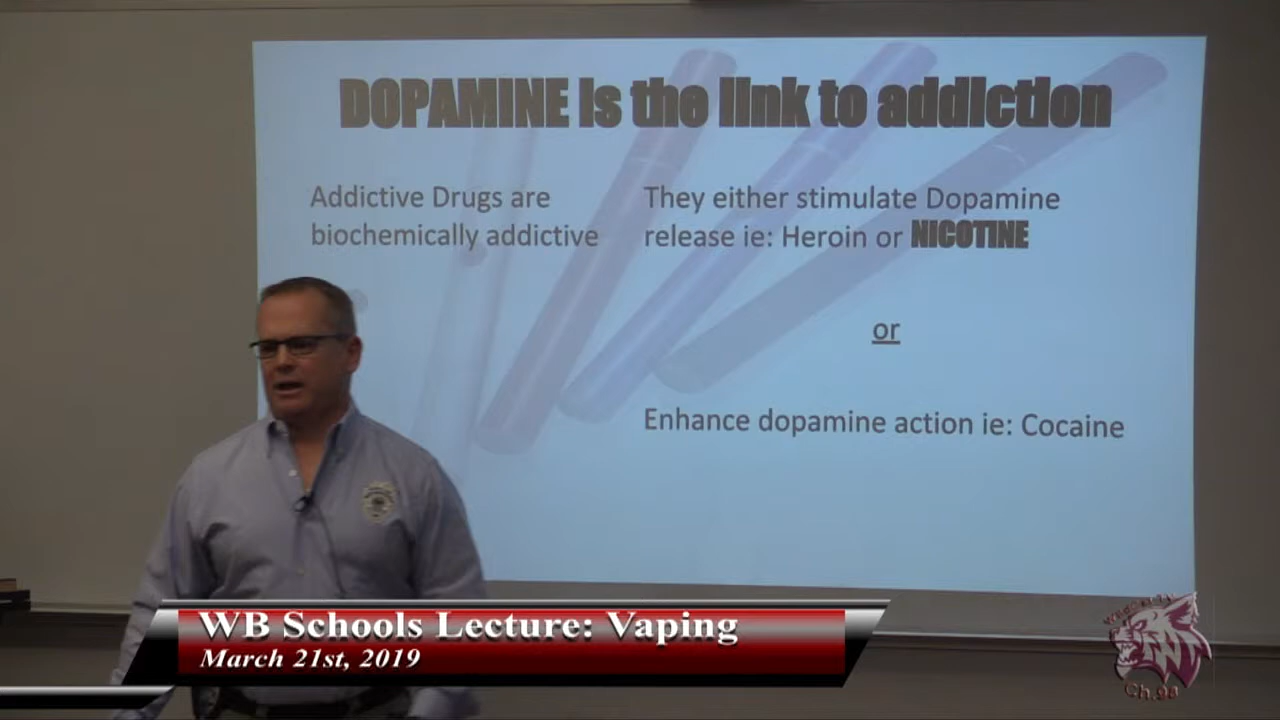 DOPAMINE is the link to addiction
Addictive Drugs are
biochemically addictive
They either stimulate Dopamine
release ie: Heroin or NICOTINE
or
Enhance dopamine action ie: Cocaine
WB Schools Lecture: Vaping
March 21st, 2019
Ch.98